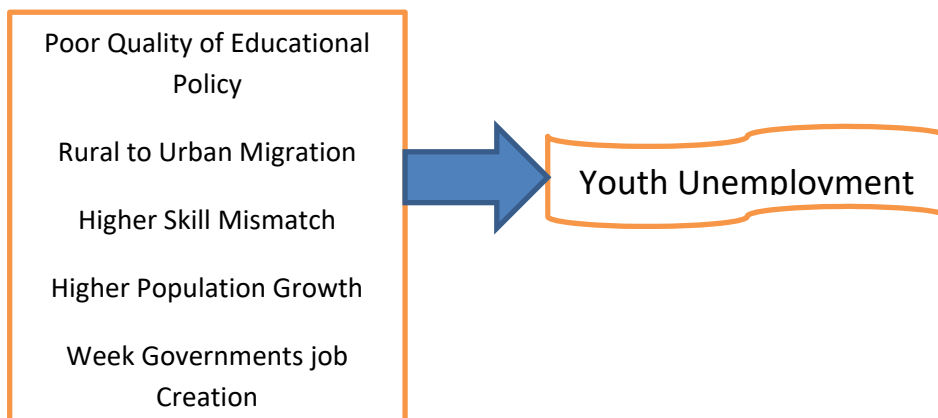 Poor Quality of Educational
Policy
Rural to Urban Migration
Higher Skill Mismatch
Higher Population Growth
Week Governments job
Creation
Youth Unemployment